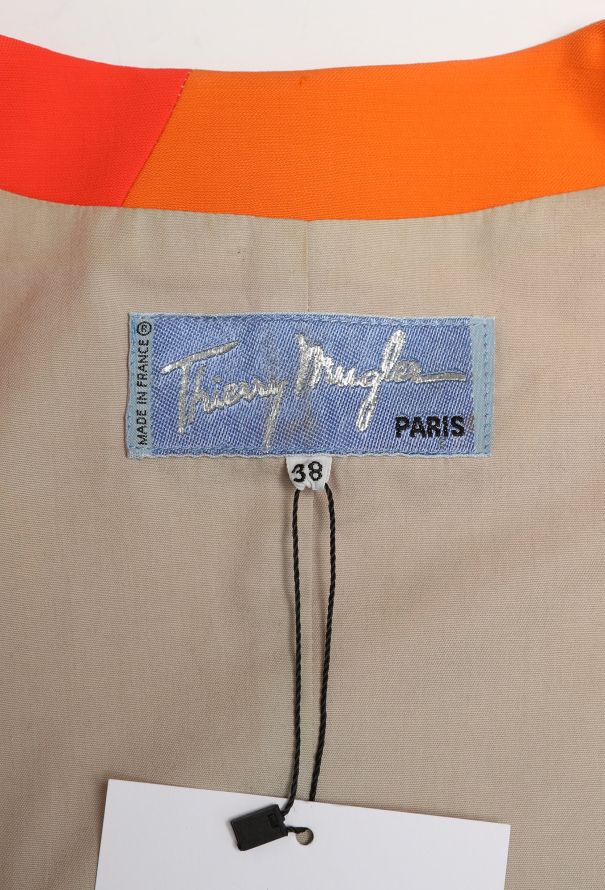 MADE IN FRANCE ®
Thierry Mugler
PARIS
38